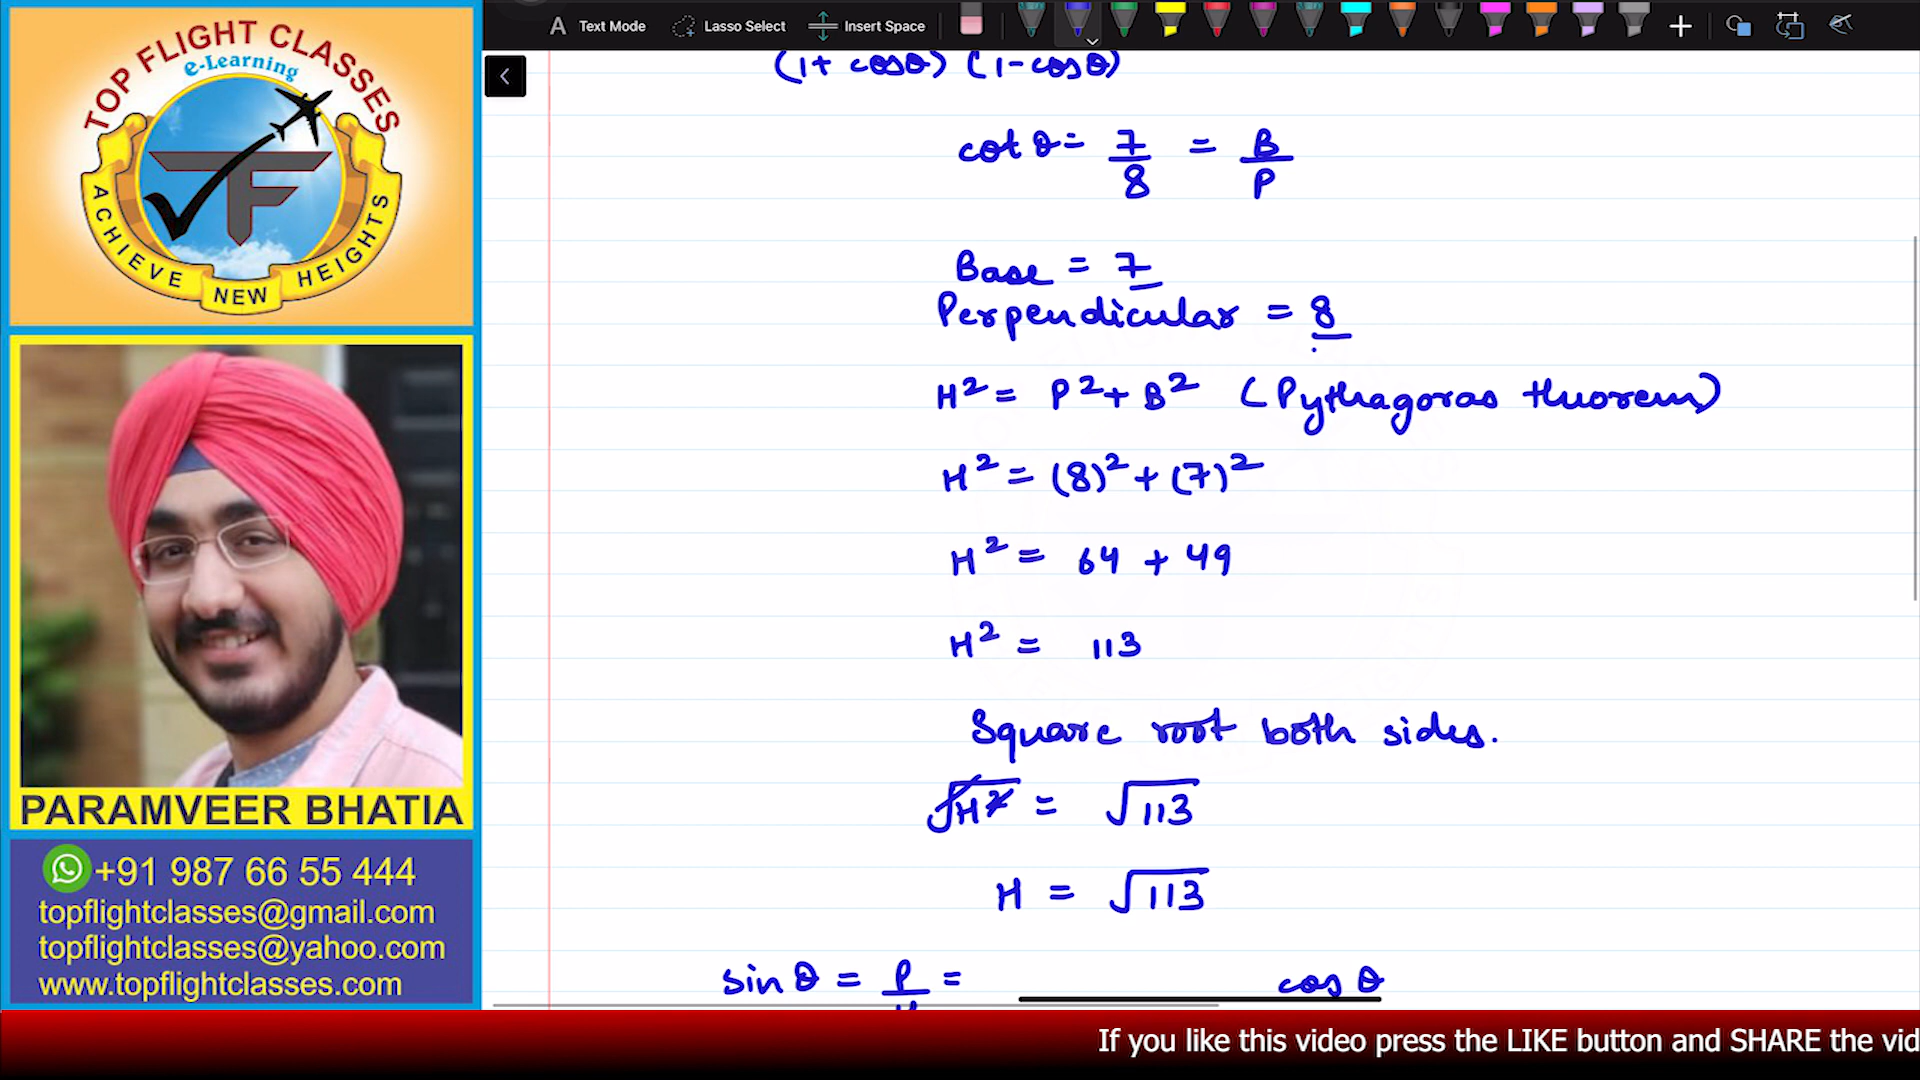 TOP FLIGHT CLASSES
e-Learning
TF
ACHIEVE NEW HEIGHTS
PARAMVEER BHATIA
+91 987 66 55 444
topflightclasses@gmail.com
topflightclasses@yahoo.com
www.topflightclasses.com
A Text Mode Lasso Select Insert Space
(1+ cosθ) (1-cosθ)
cot θ = 7/8 = B/P
Base = 7
Perpendicular = 8
H² = P² + B² (Pythagoras theorem)
H² = (8)² + (7)²
H² = 64 + 49
H² = 113
Square root both sides.
√H² = √113
H = √113
sin θ = P/H = cos θ
If you like this video press the LIKE button and SHARE the vid